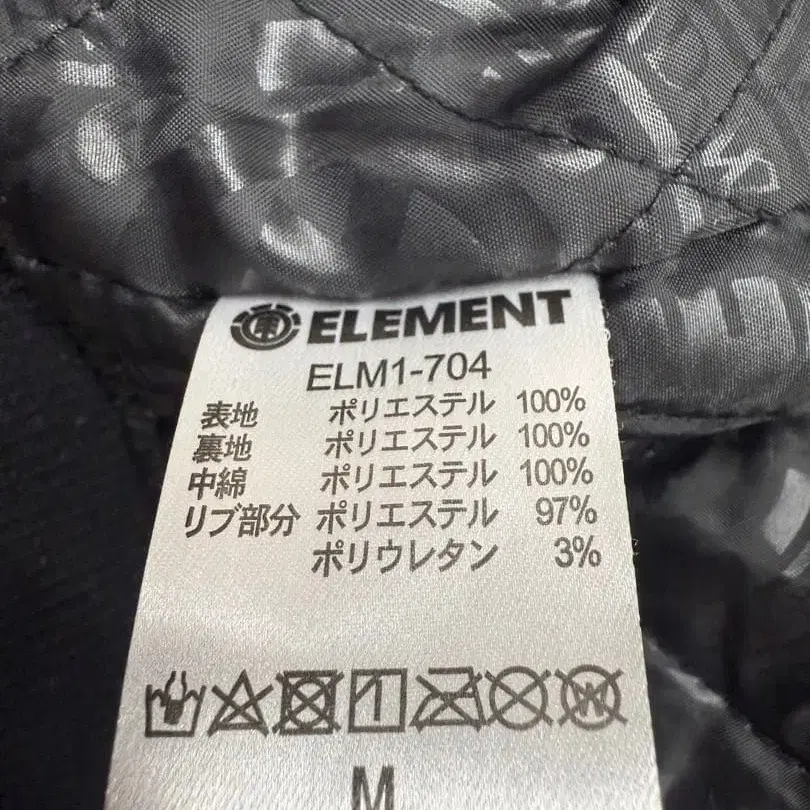 ELEMENT
ELM1-704
表地 ポリエステル 100%
裏地 ポリエステル 100%
中綿 ポリエステル 100%
リブ部分 ポリエステル 97%
ポリウレタン 3%
M